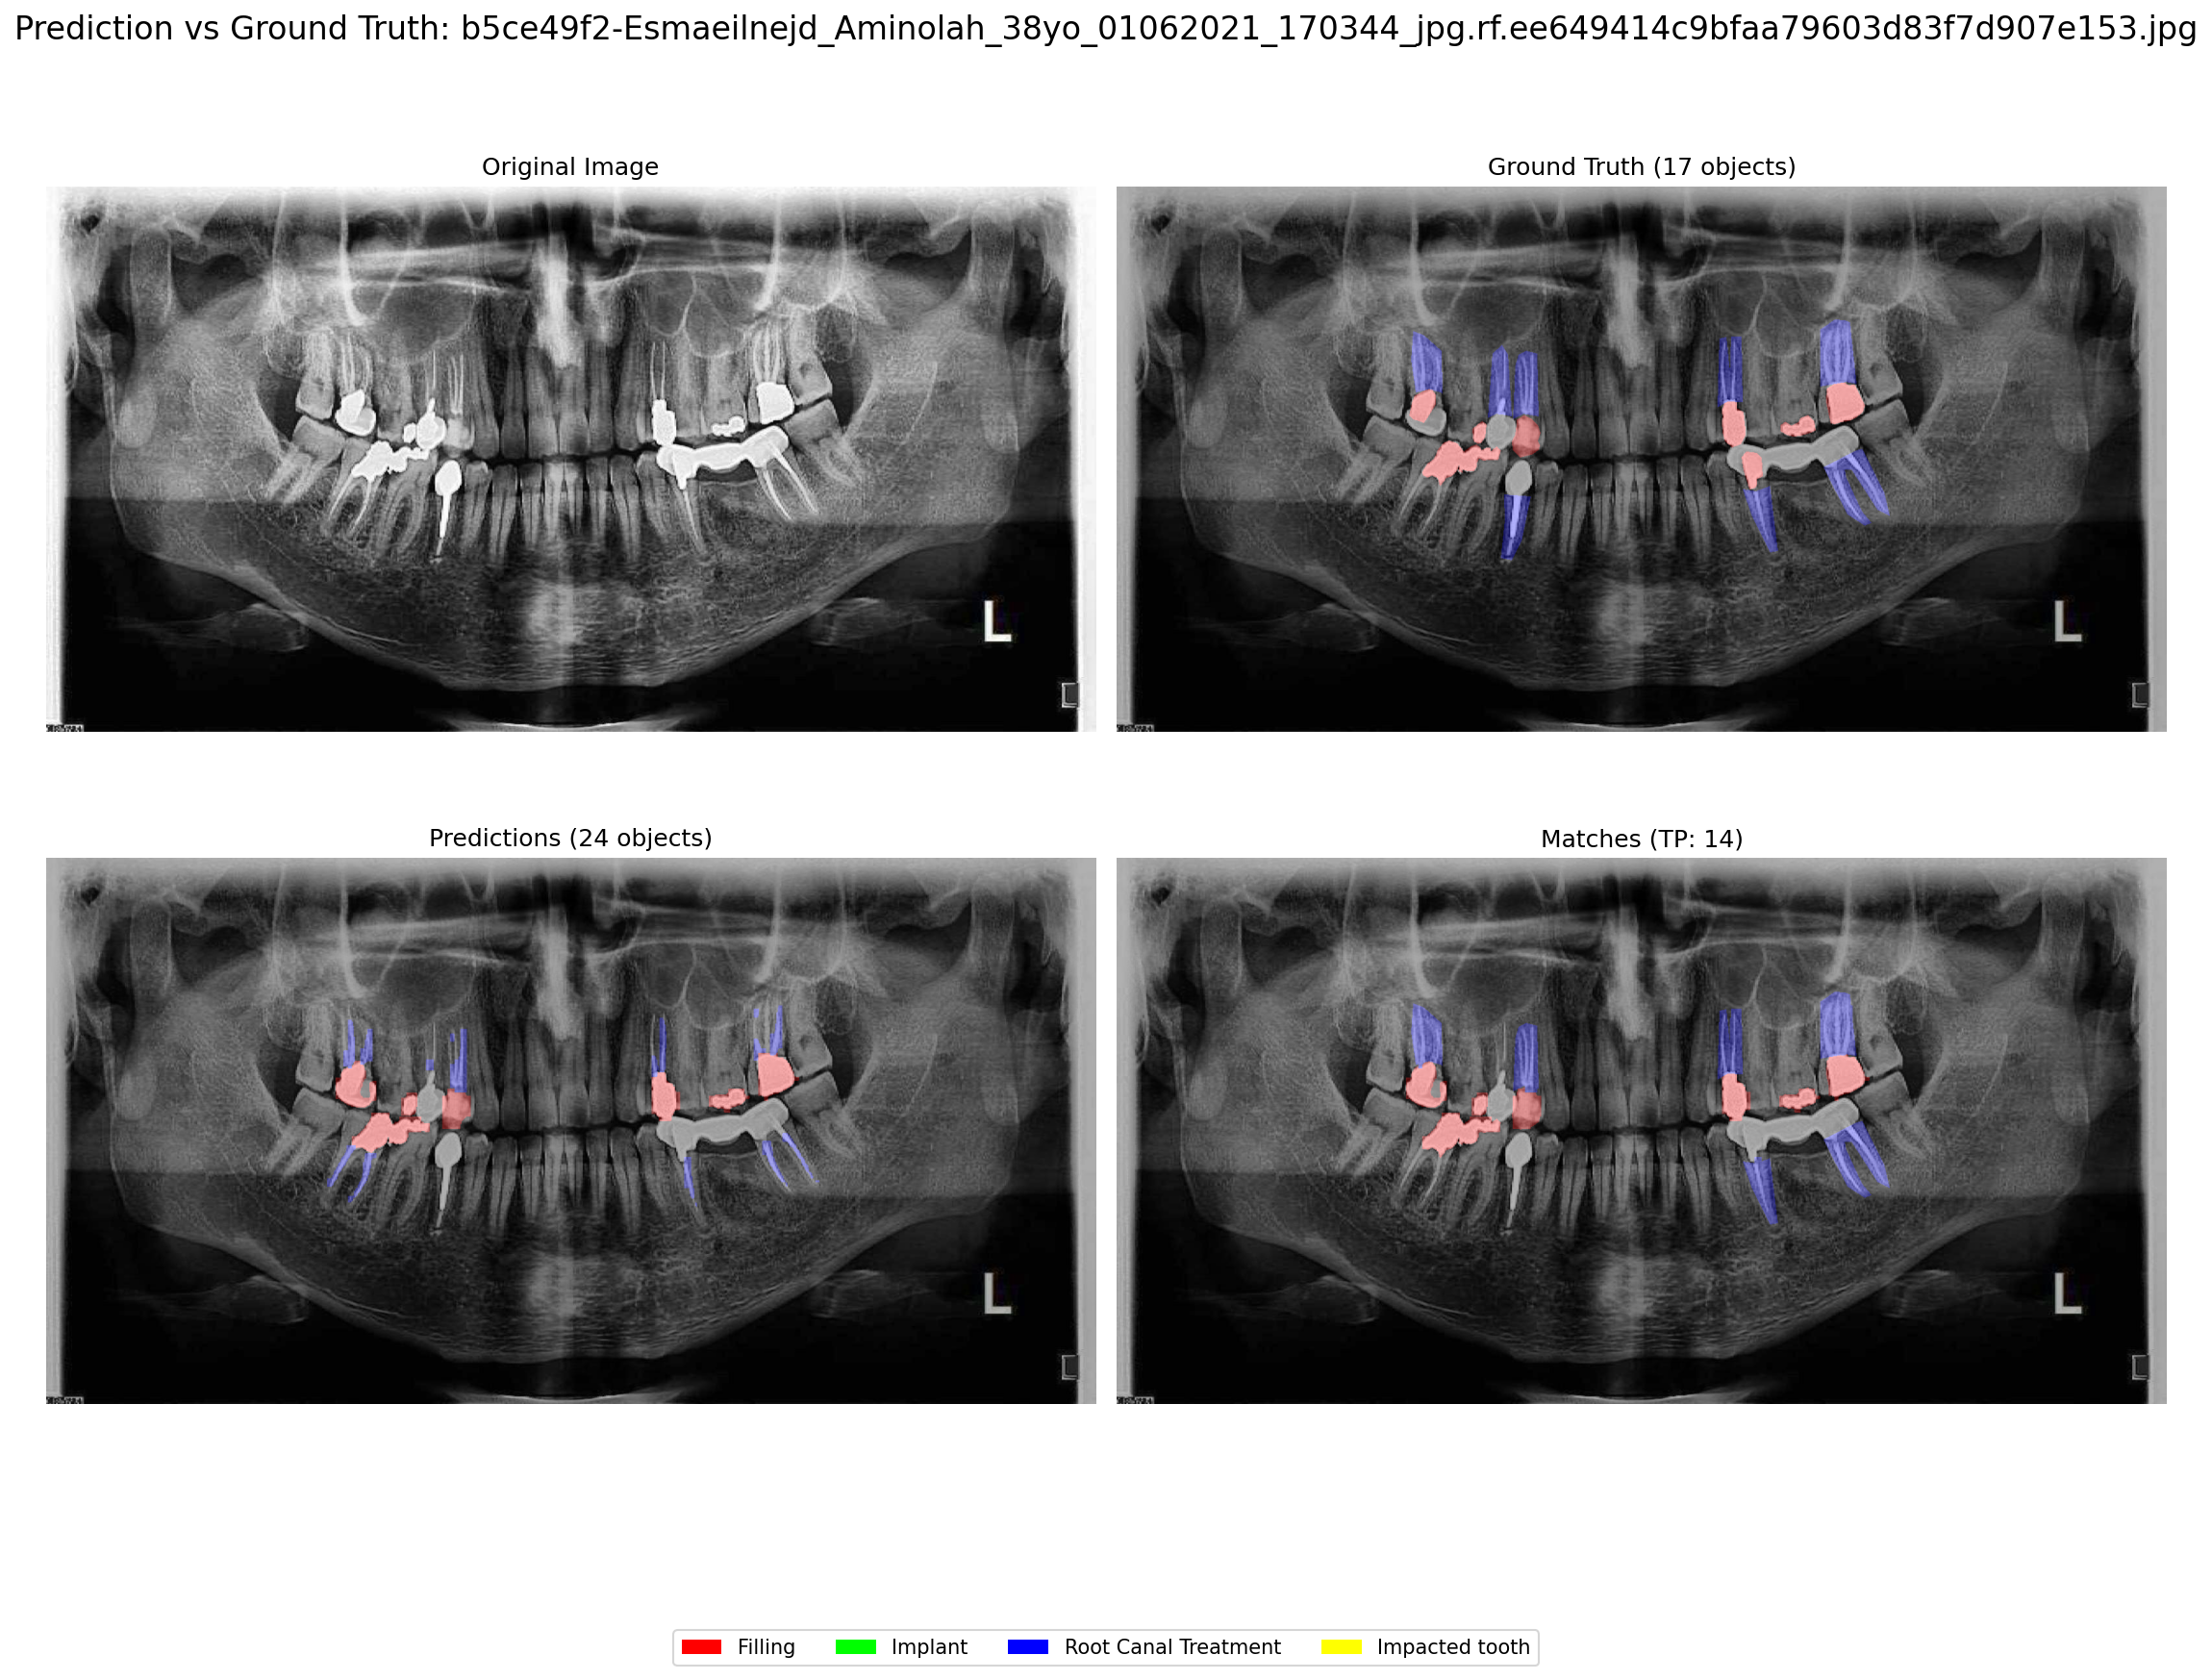 Prediction vs Ground Truth: b5ce49f2-Esmaeilnejd_Aminolah_38yo_01062021_170344_jpg.rf.ee649414c9bfaa79603d83f7d907e153.jpg
Original Image
Ground Truth (17 objects)
L
L
Predictions (24 objects)
Matches (TP: 14)
L
L
Filling
Implant
Root Canal Treatment
Impacted tooth